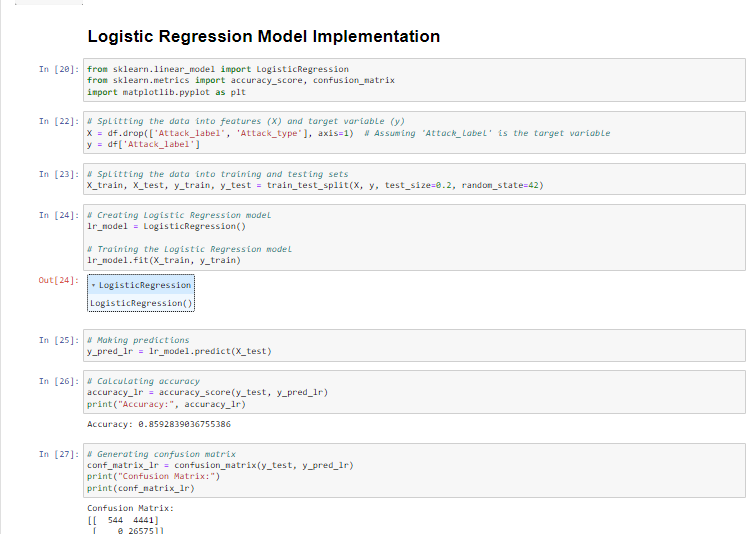 Logistic Regression Model Implementation
In [20]: from sklearn.linear_model import LogisticRegression
from sklearn.metrics import accuracy_score, confusion_matrix
import matplotlib.pyplot as plt
In [22]: # Splitting the data into features (X) and target variable (y)
X = df.drop(['Attack_label', 'Attack_type'], axis=1)  # Assuming 'Attack_label' is the target variable
y = df['Attack_label']
In [23]: # Splitting the data into training and testing sets
X_train, X_test, y_train, y_test = train_test_split(X, y, test_size=0.2, random_state=42)
In [24]: # Creating Logistic Regression model
lr_model = LogisticRegression()
# Training the Logistic Regression model
lr_model.fit(X_train, y_train)
Out[24]: ▾ LogisticRegression
LogisticRegression()
In [25]: # Making predictions
y_pred_lr = lr_model.predict(X_test)
In [26]: # Calculating accuracy
accuracy_lr = accuracy_score(y_test, y_pred_lr)
print("Accuracy:", accuracy_lr)
Accuracy: 0.8592839036755386
In [27]: # Generating confusion matrix
conf_matrix_lr = confusion_matrix(y_test, y_pred_lr)
print("Confusion Matrix:")
print(conf_matrix_lr)
Confusion Matrix:
[[  544  4441]
 [    0 26575]]